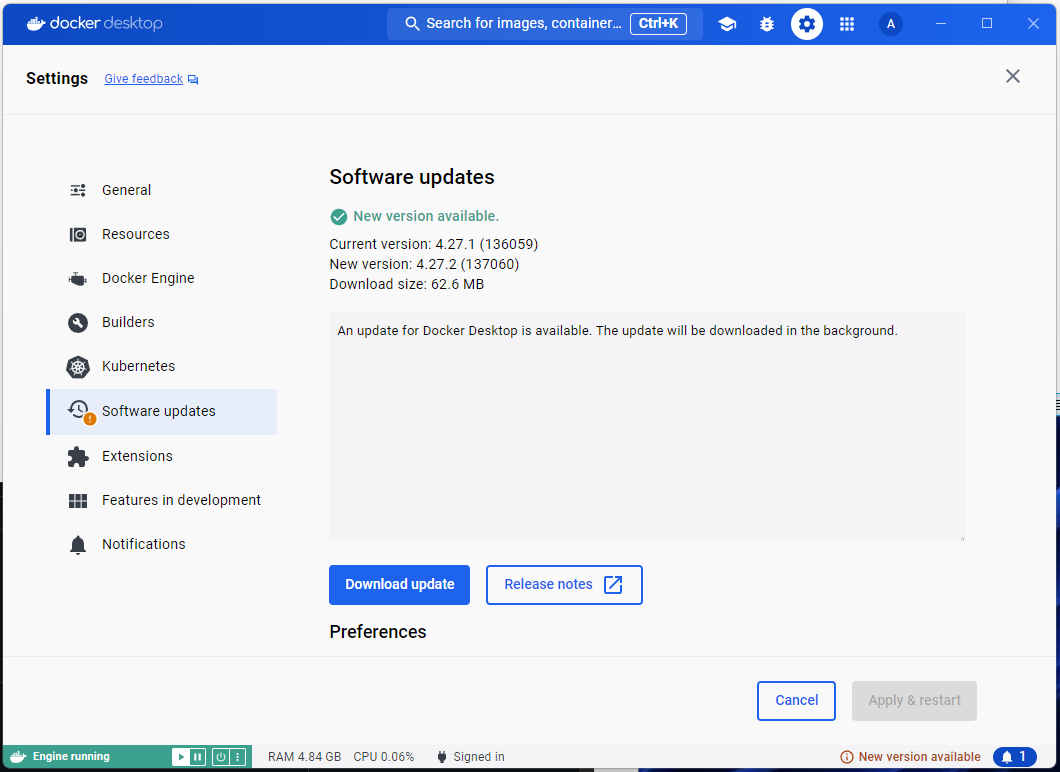 docker desktop
Search for images, container... Ctrl+K
A
Settings Give feedback
General
Resources
Docker Engine
Builders
Kubernetes
Software updates
Extensions
Features in development
Notifications
Software updates
New version available.
Current version: 4.27.1 (136059)
New version: 4.27.2 (137060)
Download size: 62.6 MB
An update for Docker Desktop is available. The update will be downloaded in the background.
Download update Release notes
Preferences
Cancel Apply & restart
Engine running RAM 4.84 GB CPU 0.06% Signed in New version available 1